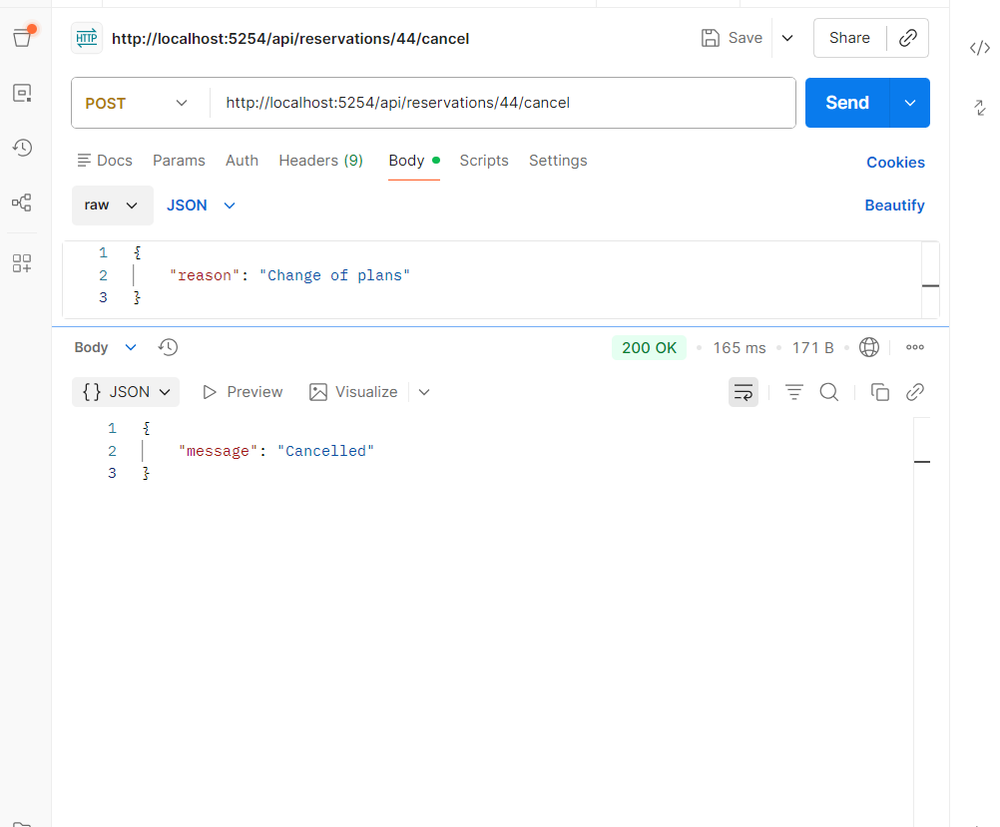 HTTP http://localhost:5254/api/reservations/44/cancel Save Share
POST http://localhost:5254/api/reservations/44/cancel Send
Docs Params Auth Headers (9) Body Scripts Settings Cookies
raw JSON Beautify
1 {
2 "reason": "Change of plans"
3 }
Body 200 OK 165 ms 171 B
{} JSON Preview Visualize
1 {
2 "message": "Cancelled"
3 }